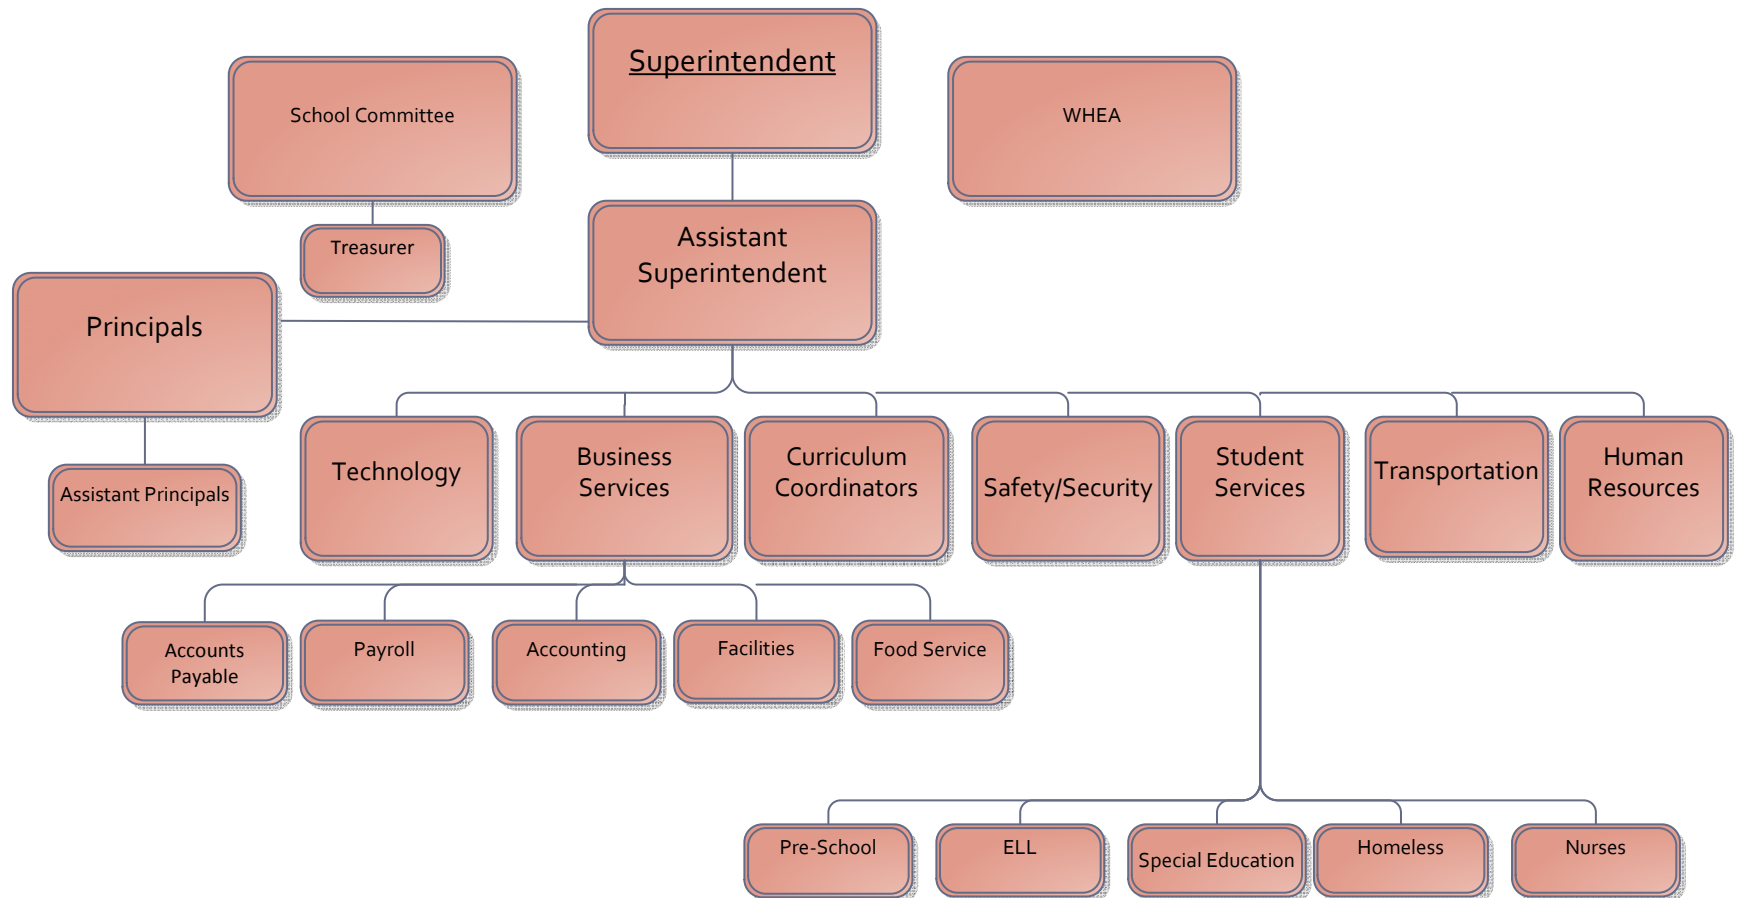 Superintendent
School Committee
WHEA
Assistant
Superintendent
Treasurer
Principals
Assistant Principals
Technology
Business
Services
Curriculum
Coordinators
Safety/Security
Student
Services
Transportation
Human
Resources
Accounts
Payable
Payroll
Accounting
Facilities
Food Service
Pre-School
ELL
Special Education
Homeless
Nurses